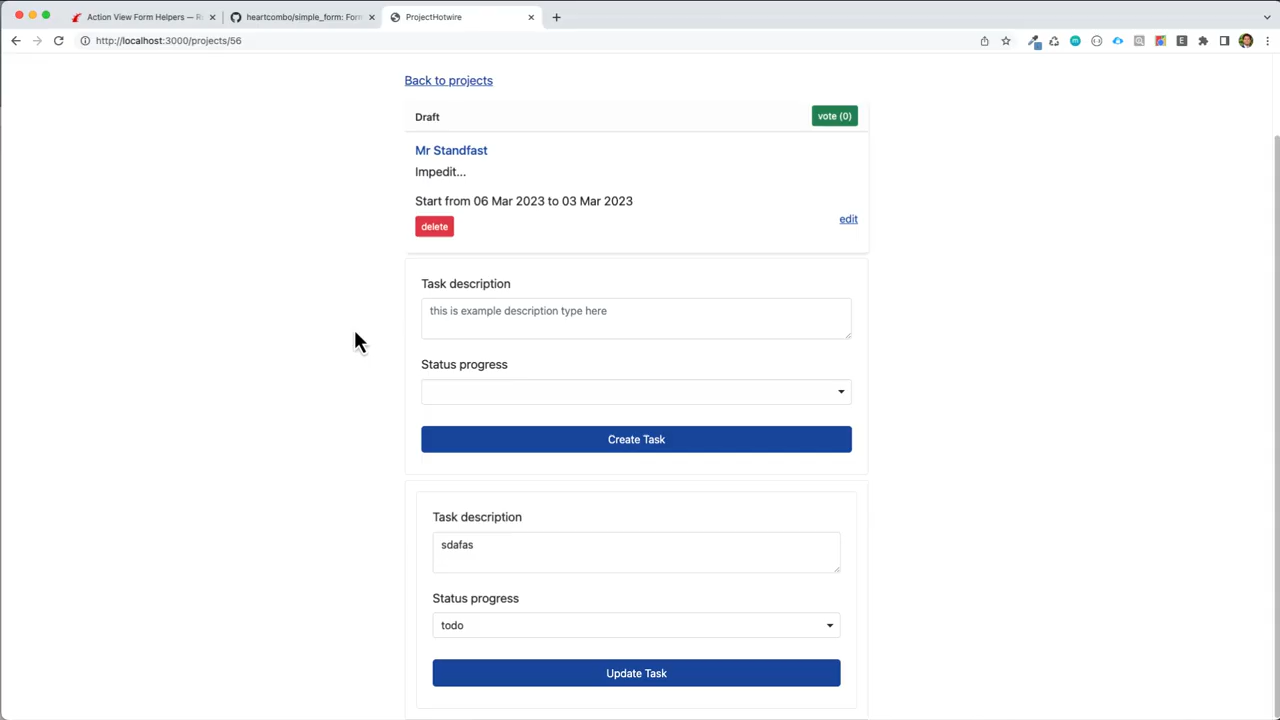 Action View Form Helpers — R
heartcombo/simple_form: Forr
ProjectHotwire
http://localhost:3000/projects/56
Back to projects
Draft
vote (0)
Mr Standfast
Impedit...
Start from 06 Mar 2023 to 03 Mar 2023
delete
edit
Task description
this is example description type here
Status progress
Create Task
Task description
sdafas
Status progress
todo
Update Task